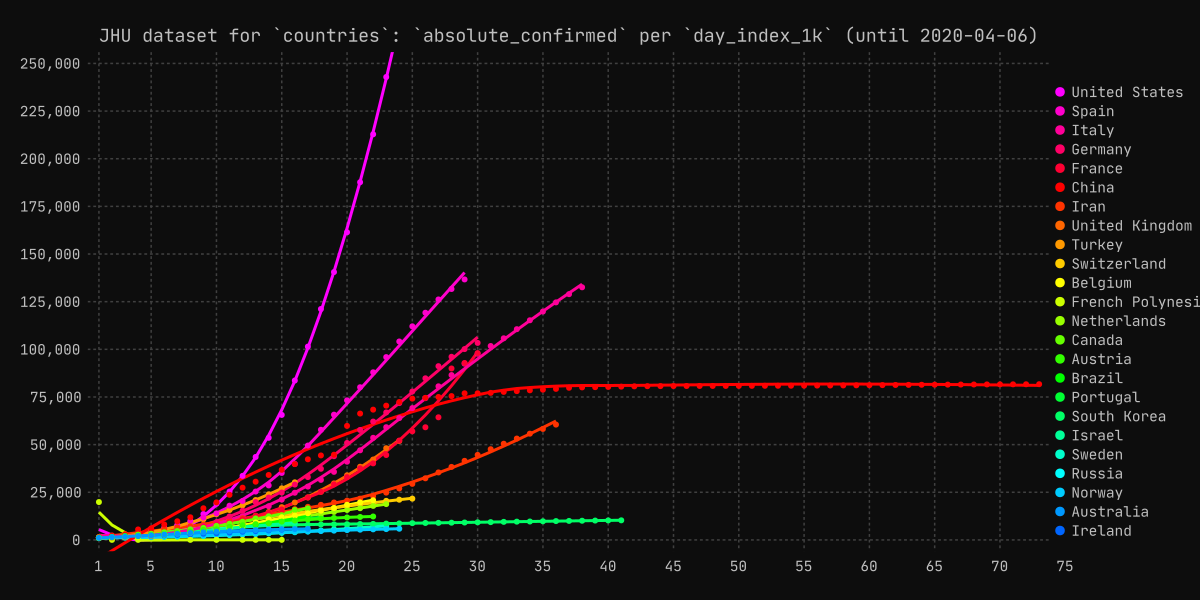 JHU dataset for `countries`: `absolute_confirmed` per `day_index_1k` (until 2020-04-06)
250,000
225,000
200,000
175,000
150,000
125,000
100,000
75,000
50,000
25,000
0
1 5 10 15 20 25 30 35 40 45 50 55 60 65 70 75
United States
Spain
Italy
Germany
France
China
Iran
United Kingdom
Turkey
Switzerland
Belgium
French Polynesi
Netherlands
Canada
Austria
Brazil
Portugal
South Korea
Israel
Sweden
Russia
Norway
Australia
Ireland